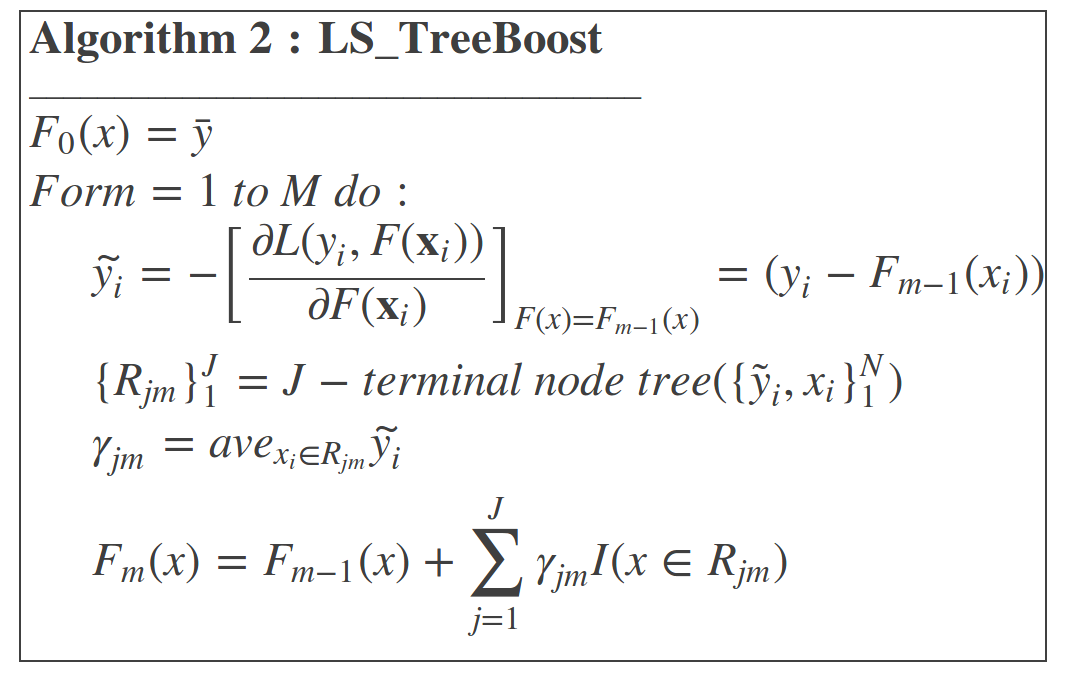 Algorithm 2 : LS_TreeBoost
F₀(x) = ȳ
Form = 1 to M do :
ỹᵢ = −[∂L(yᵢ, F(𝐱ᵢ)) / ∂F(𝐱ᵢ)]_{F(x)=F_{m−1}(x)} = (yᵢ − F_{m−1}(xᵢ))
{R_{jm}}₁^J = J − terminal node tree({ỹᵢ, xᵢ}₁^N)
γ_{jm} = ave_{xᵢ∈R_{jm}} ỹᵢ
F_m(x) = F_{m−1}(x) + ∑_{j=1}^{J} γ_{jm}I(x ∈ R_{jm})